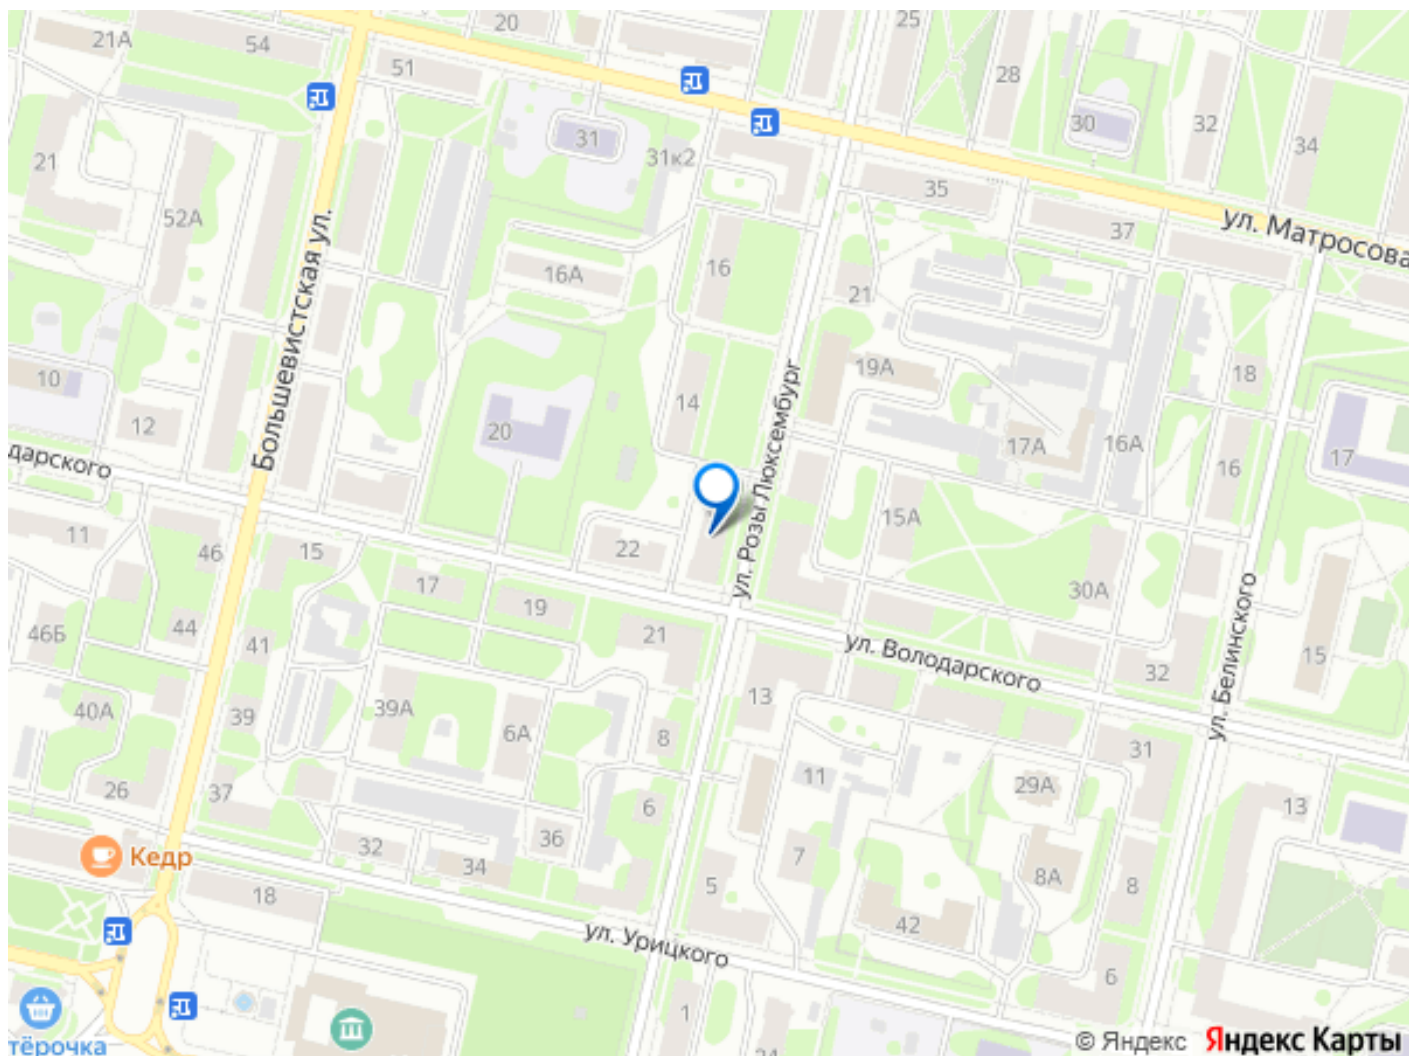 20
25
21А
54
51
28
30
32
31
34
31к2
21
35
52А
ул. Матросова
37
16
16А
Большевистская ул.
21
19А
18
10
14
ул. Розы Люксембург
12
20
17А
16А
16
17
дарского
15А
11
46
15
22
17
30А
19
ул. Белинского
46Б
44
41
21
ул. Володарского
15
32
13
40А
39
39А
6А
8
31
26
37
11
29А
13
6
36
Кедр
32
34
7
5
8А
8
18
42
ул. Урицкого
6
1
24
тёрочка
© Яндекс Яндекс Карты